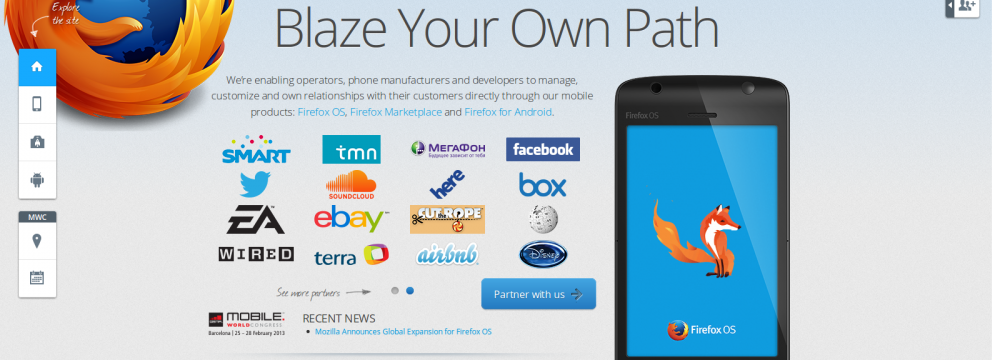 Explore
the site
Blaze Your Own Path
We're enabling operators, phone manufacturers and developers to manage,
customize and own relationships with their customers directly through our mobile
products: Firefox OS, Firefox Marketplace and Firefox for Android.
Firefox OS
SMART tmn МЕГАФОН facebook
Будущее зависит от тебя
SOUNDCLOUD here box
EA ebay CUT THE ROPE
WIRED terra airbnb Disney
MWC
See more partners
Partner with us
MOBILE
WORLD CONGRESS
Barcelona | 25 – 28 February 2013
RECENT NEWS
Mozilla Announces Global Expansion for Firefox OS
Firefox OS